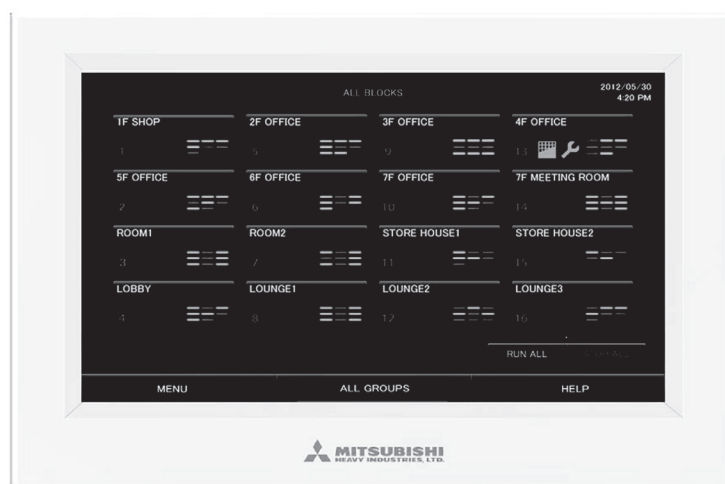 ALL BLOCKS
2012/05/30
4:20 PM
1F SHOP
2F OFFICE
3F OFFICE
4F OFFICE
1
5
9
13
5F OFFICE
6F OFFICE
7F OFFICE
7F MEETING ROOM
2
6
10
14
ROOM1
ROOM2
STORE HOUSE1
STORE HOUSE2
3
7
11
15
LOBBY
LOUNGE1
LOUNGE2
LOUNGE3
4
8
12
16
RUN ALL
STOP ALL
MENU
ALL GROUPS
HELP
MITSUBISHI
HEAVY INDUSTRIES, LTD.